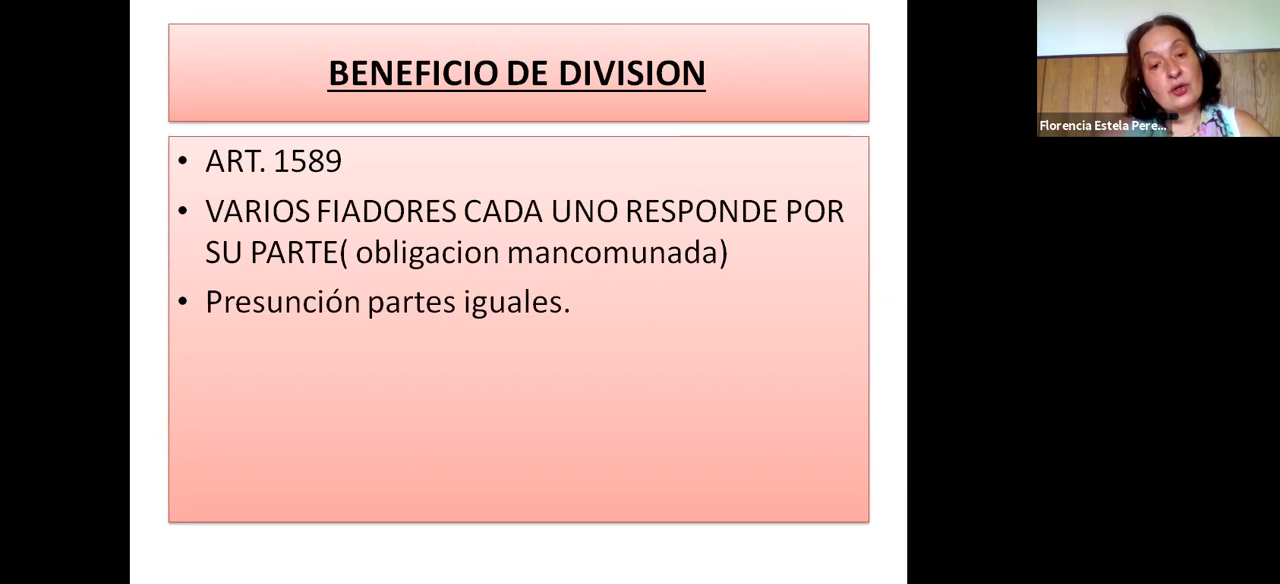 BENEFICIO DE DIVISION
• ART. 1589
• VARIOS FIADORES CADA UNO RESPONDE POR
SU PARTE( obligacion mancomunada)
• Presunción partes iguales.
Florencia Estela Pere...